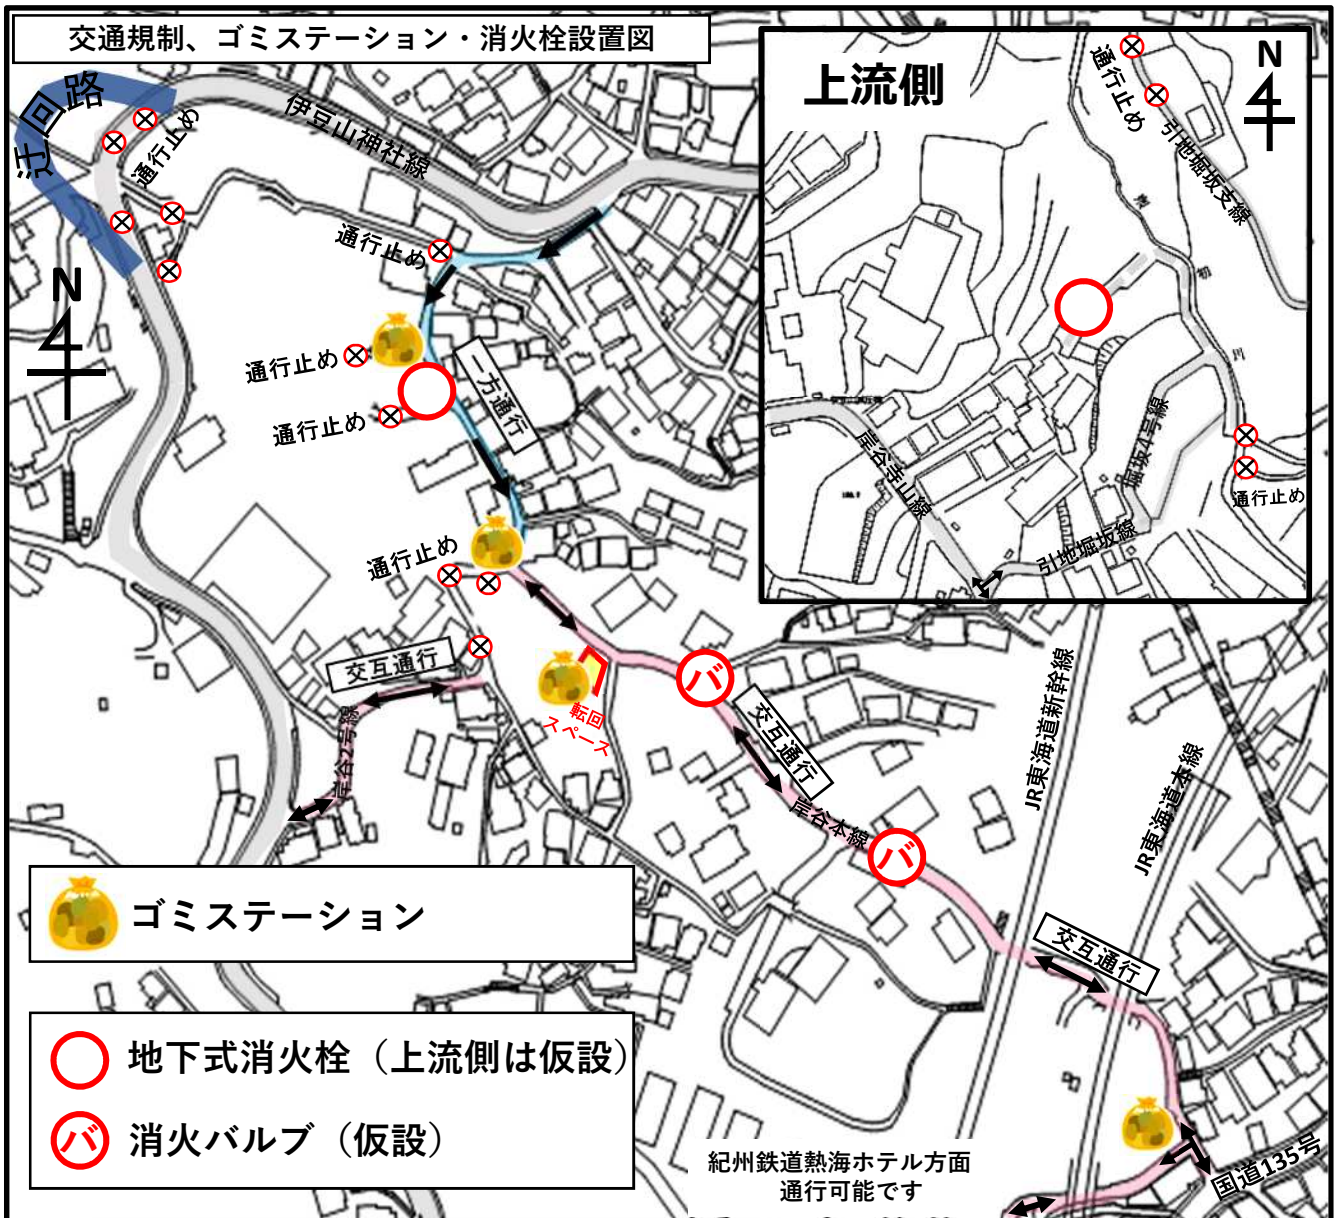 交通規制、ゴミステーション・消火栓設置図
上流側
N
通行止め
引地堀坂支線
迂回路
通行止め
伊豆山神社線
通行止め
N
通行止め
一方通行
通行止め
岸谷寺山線
堀坂4号線
通行止め
引地堀坂線
通行止め
交互通行
バ
転回
スペース
岸谷2号線
交互通行
岸谷本線
JR東海道新幹線
JR東海道本線
バ
ゴミステーション
交互通行
地下式消火栓（上流側は仮設）
バ 消火バルブ（仮設）
紀州鉄道熱海ホテル方面
通行可能です
国道135号